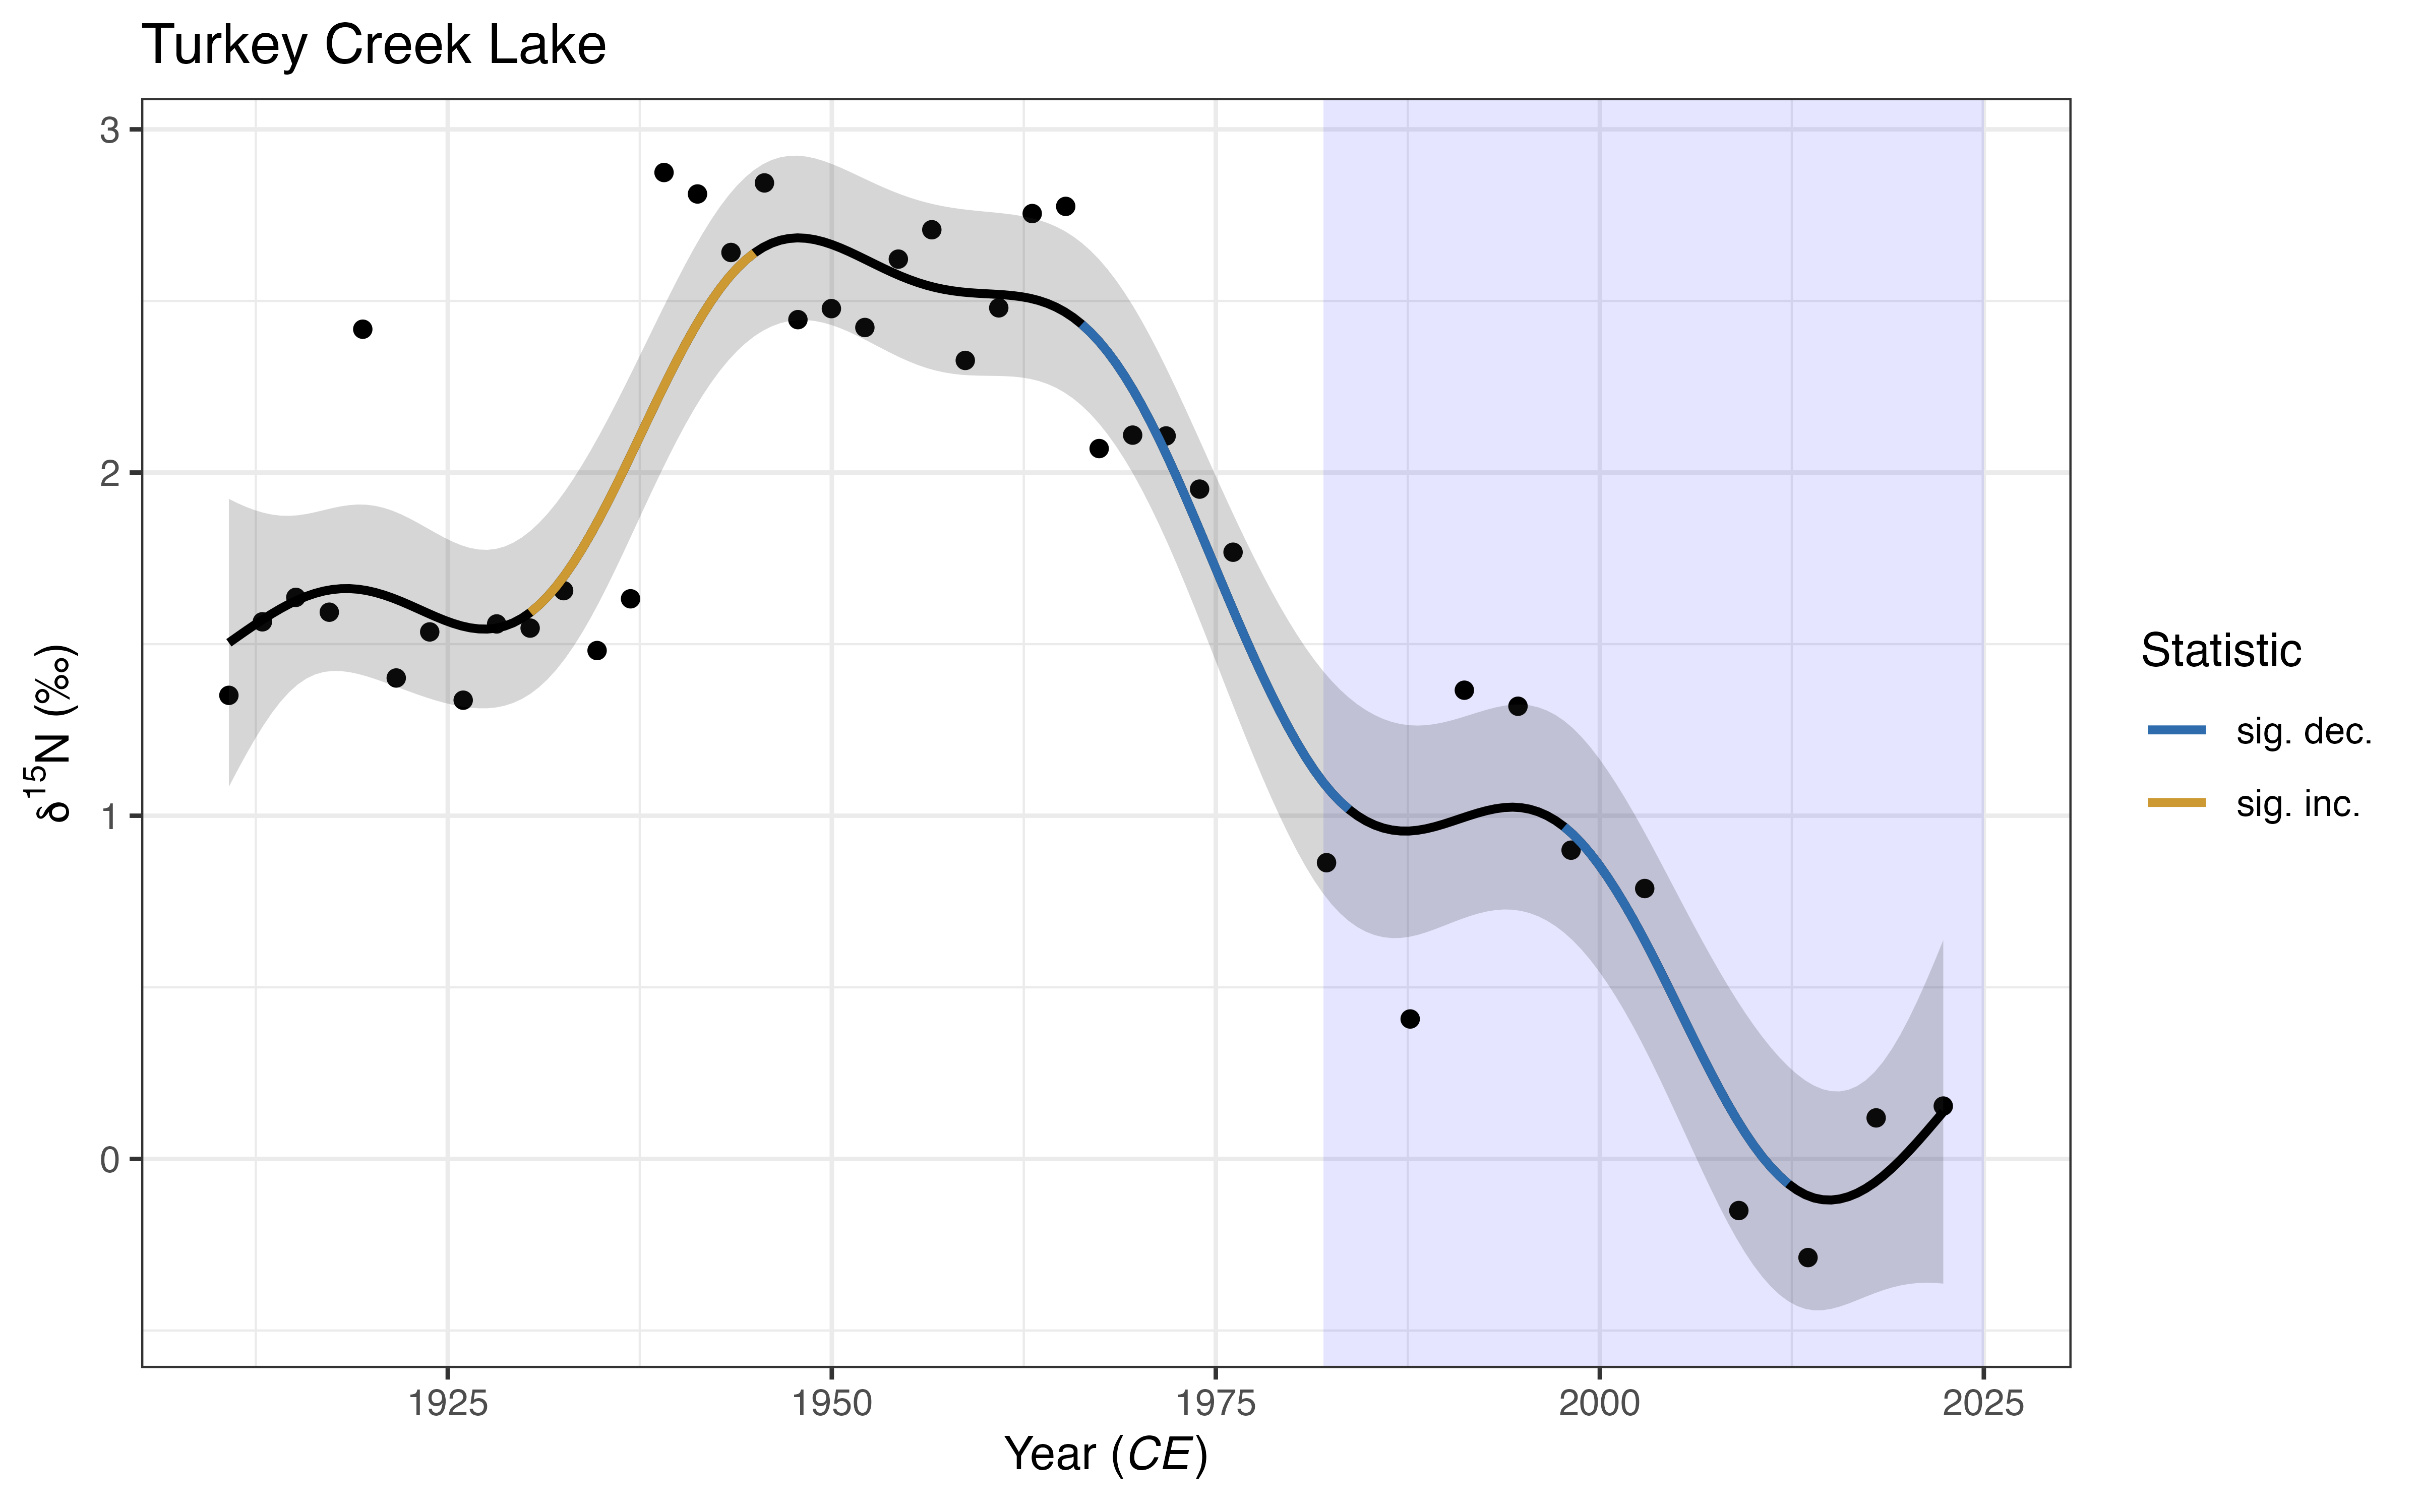 Turkey Creek Lake
3
2
1
0
δ¹⁵N (‰)
1925 1950 1975 2000 2025
Year (CE)
Statistic
sig. dec.
sig. inc.